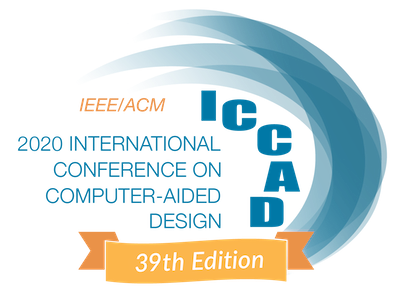 IEEE/ACM
2020 INTERNATIONAL
CONFERENCE ON
COMPUTER-AIDED
DESIGN
ICCAD
39th Edition